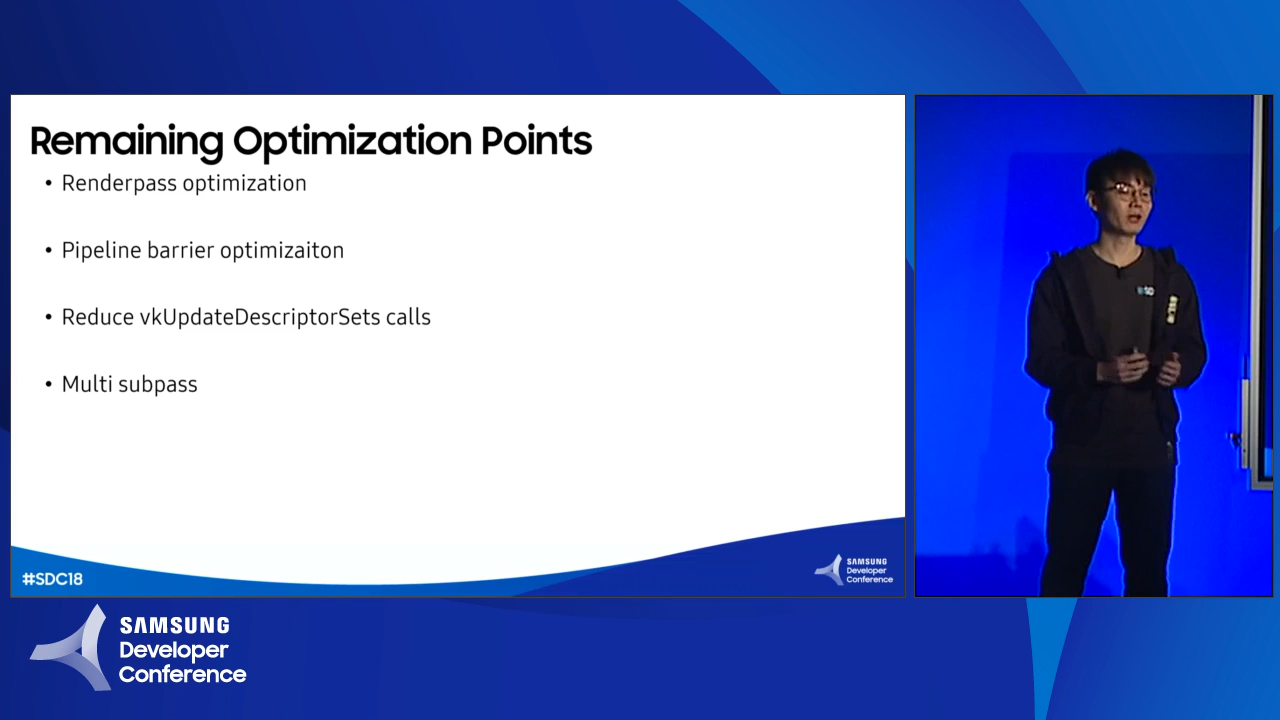 Remaining Optimization Points
• Renderpass optimization
• Pipeline barrier optimizaiton
• Reduce vkUpdateDescriptorSets calls
• Multi subpass
#SDC18
SAMSUNG
Developer
Conference
SAMSUNG
Developer
Conference